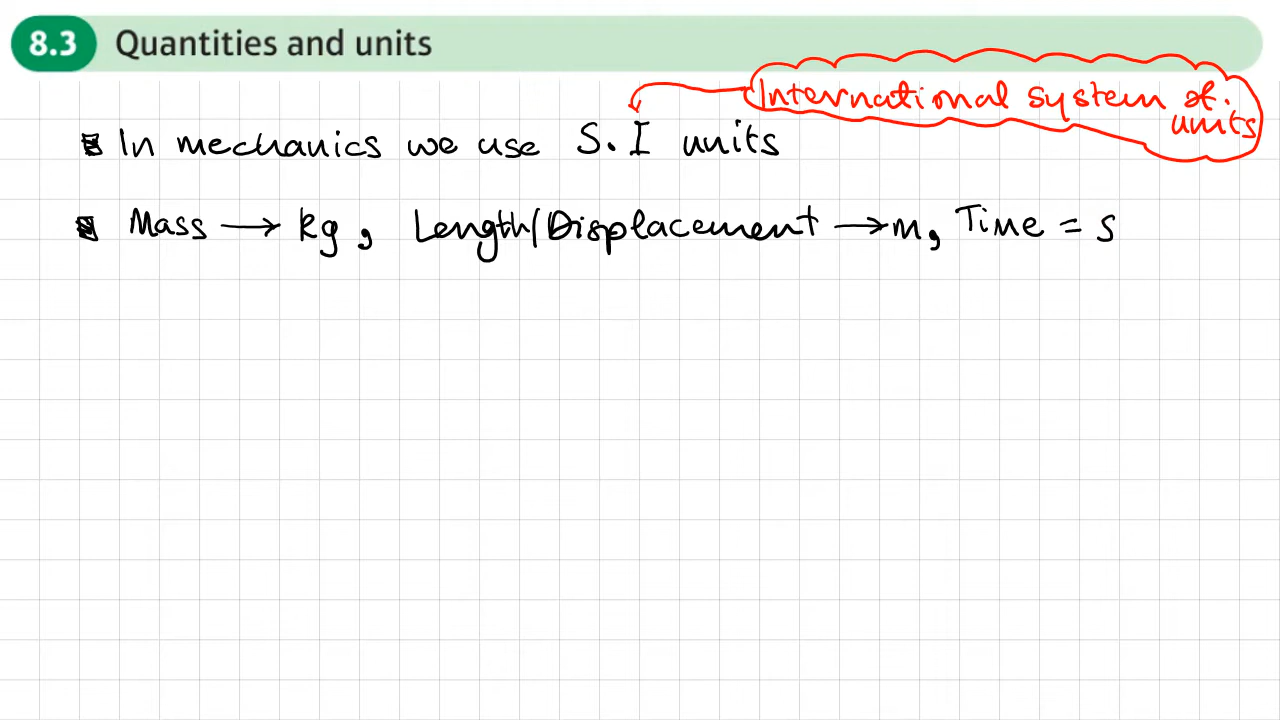 8.3 Quantities and units
International system of.
units
In mechanics we use S.I units
Mass → kg, Length/Displacement → m, Time = s